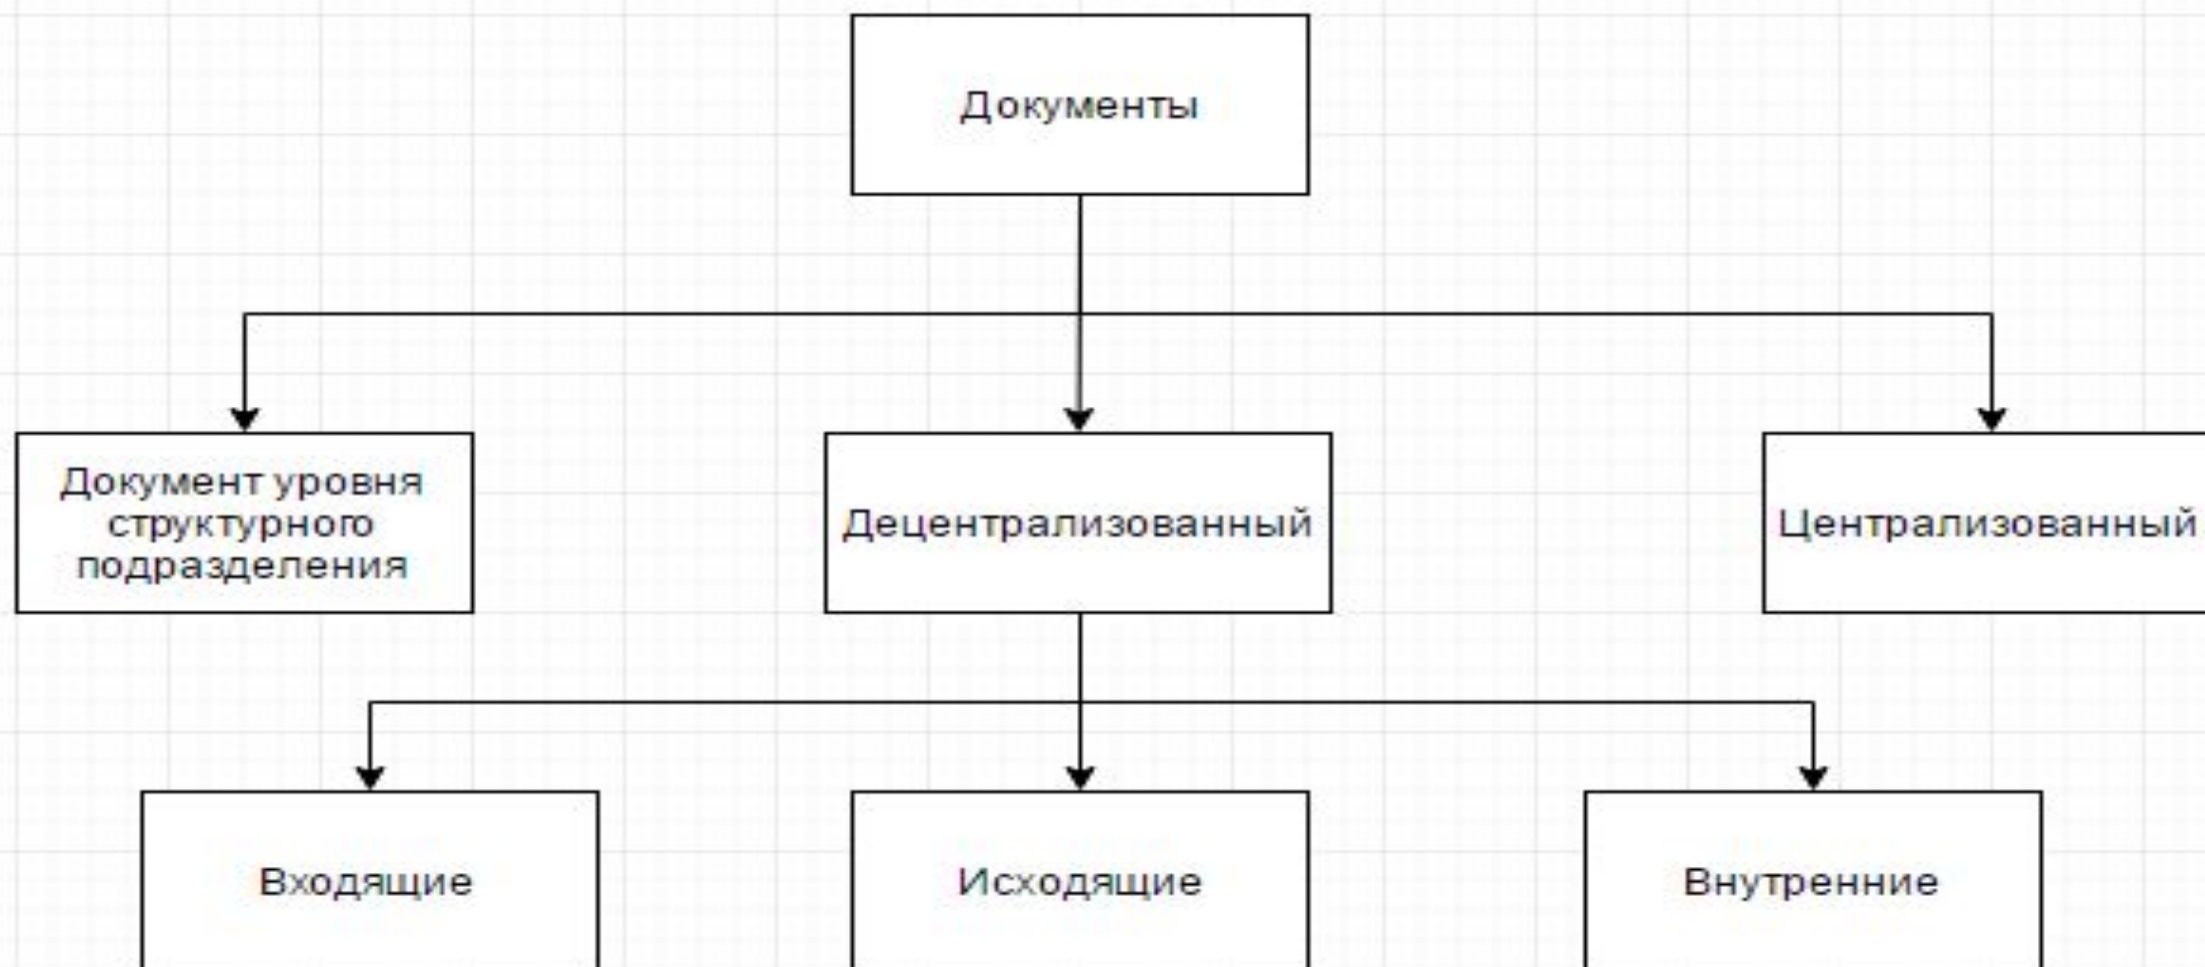 Документы
Документ уровня
структурного
подразделения
Децентрализованный
Централизованный
Входящие
Исходящие
Внутренние